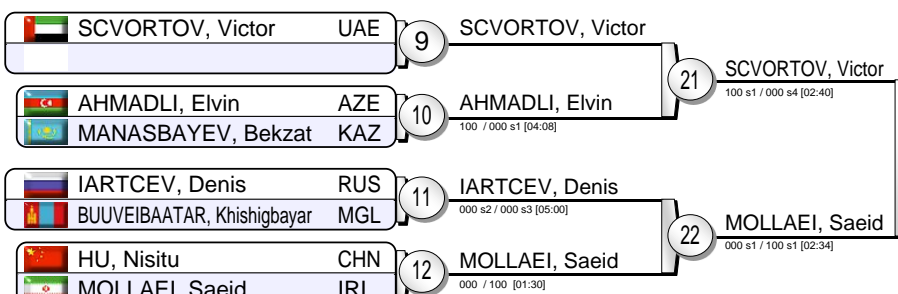 SCVORTOV, Victor UAE
9
SCVORTOV, Victor
21
SCVORTOV, Victor
100 s1 / 000 s4 [02:40]
AHMADLI, Elvin AZE
MANASBAYEV, Bekzat KAZ
10
AHMADLI, Elvin
100 / 000 s1 [04:08]
IARTCEV, Denis RUS
BUUVEIBAATAR, Khishigbayar MGL
11
IARTCEV, Denis
000 s2 / 000 s3 [05:00]
22
MOLLAEI, Saeid
000 s1 / 100 s1 [02:34]
HU, Nisitu CHN
MOLLAEI, Saeid IRI
12
MOLLAEI, Saeid
000 / 100 [01:30]